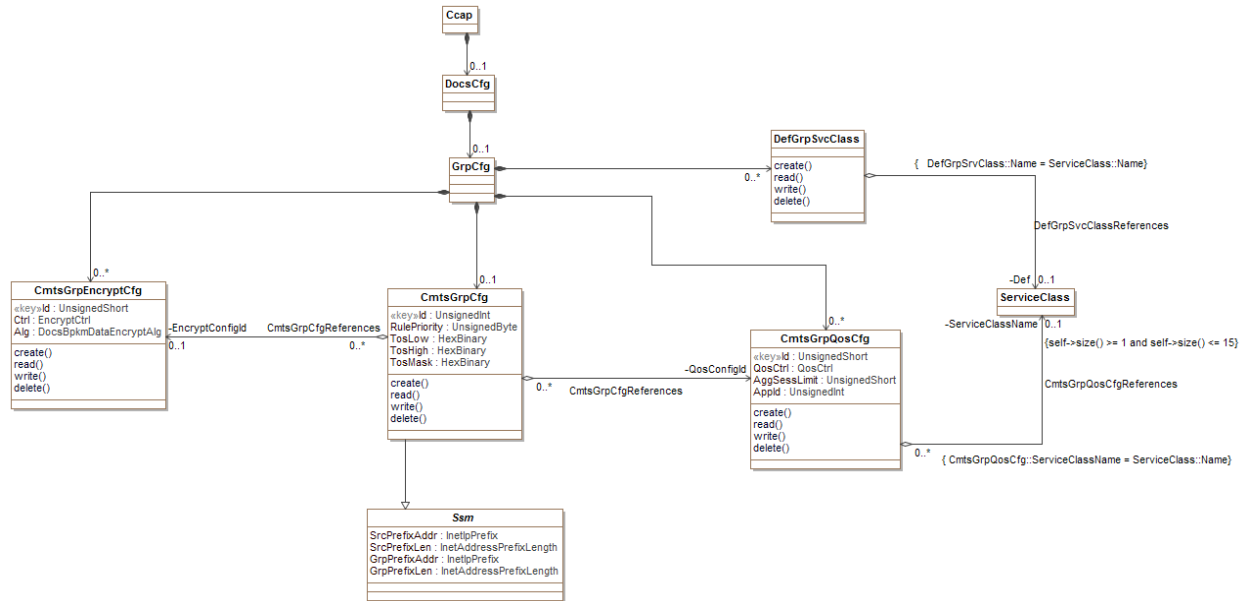 Ccap
0..1
DocsCfg
0..1
GrpCfg
DefGrpSvcClass
create()
read()
write()
delete()
0..*
{ DefGrpSrvClass::Name = ServiceClass::Name}
DefGrpSvcClassReferences
-Def 0..1
ServiceClass
-ServiceClassName 0..1
{self->size() >= 1 and self->size() <= 15}
CmtsGrpQosCfgReferences
0..*
CmtsGrpEncryptCfg
«key»Id : UnsignedShort
Ctrl : EncryptCtrl
Alg : DocsBpkmDataEncryptAlg
create()
read()
write()
delete()
-EncryptConfigId
0..1
CmtsGrpCfgReferences
0..*
0..1
CmtsGrpCfg
«key»Id : UnsignedInt
RulePriority : UnsignedByte
TosLow : HexBinary
TosHigh : HexBinary
TosMask : HexBinary
create()
read()
write()
delete()
0..*
CmtsGrpCfgReferences
-QosConfigId
0..*
CmtsGrpQosCfg
«key»Id : UnsignedShort
QosCtrl : QosCtrl
AggSessLimit : UnsignedShort
AppId : UnsignedInt
create()
read()
write()
delete()
0..*
{ CmtsGrpQosCfg::ServiceClassName = ServiceClass::Name}
Ssm
SrcPrefixAddr : InetIpPrefix
SrcPrefixLen : InetAddressPrefixLength
GrpPrefixAddr : InetIpPrefix
GrpPrefixLen : InetAddressPrefixLength